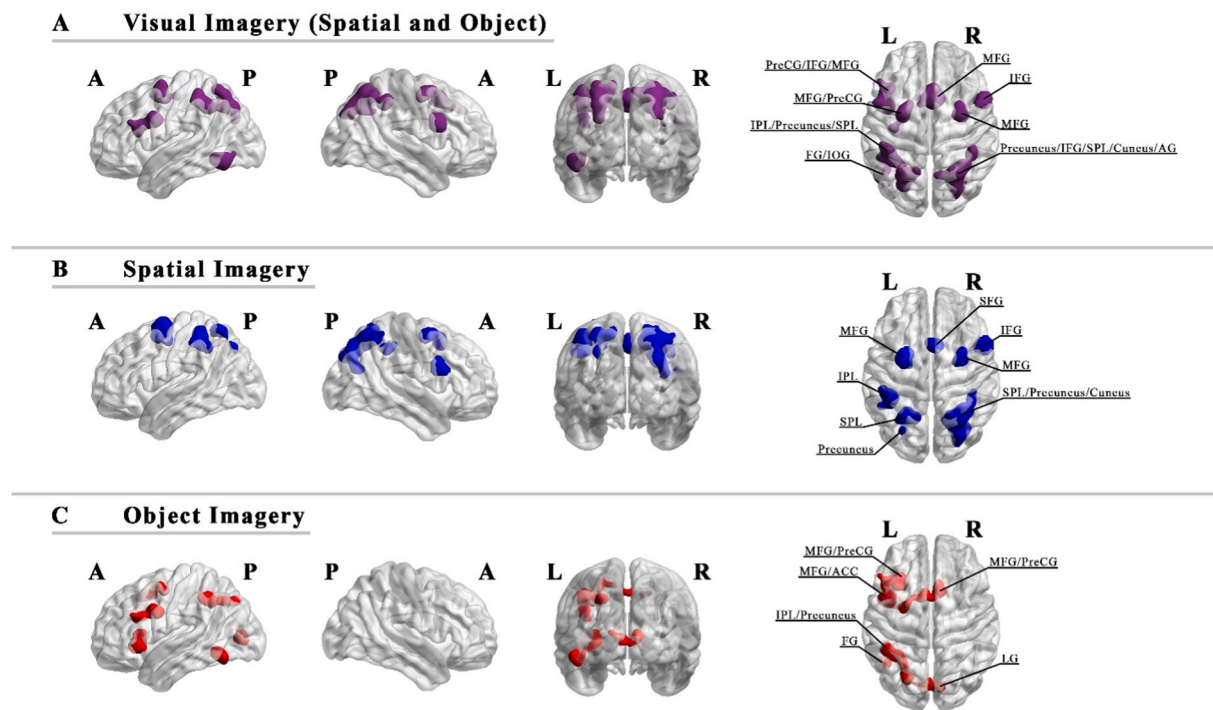 A Visual Imagery (Spatial and Object)
A P P A L R L R
PreCG/IFG/MFG
MFG
IFG
MFG/PreCG
MFG
IPL/Precuneus/SPL
Precuneus/IFG/SPL/Cuneus/AG
FG/IOG
B Spatial Imagery
A P P A L R L R
SFG
MFG
IFG
MFG
IPL
SPL/Precuneus/Cuneus
SPL
Precuneus
C Object Imagery
A P P A L R L R
MFG/PreCG
MFG/PreCG
MFG/ACC
IPL/Precuneus
FG
LG